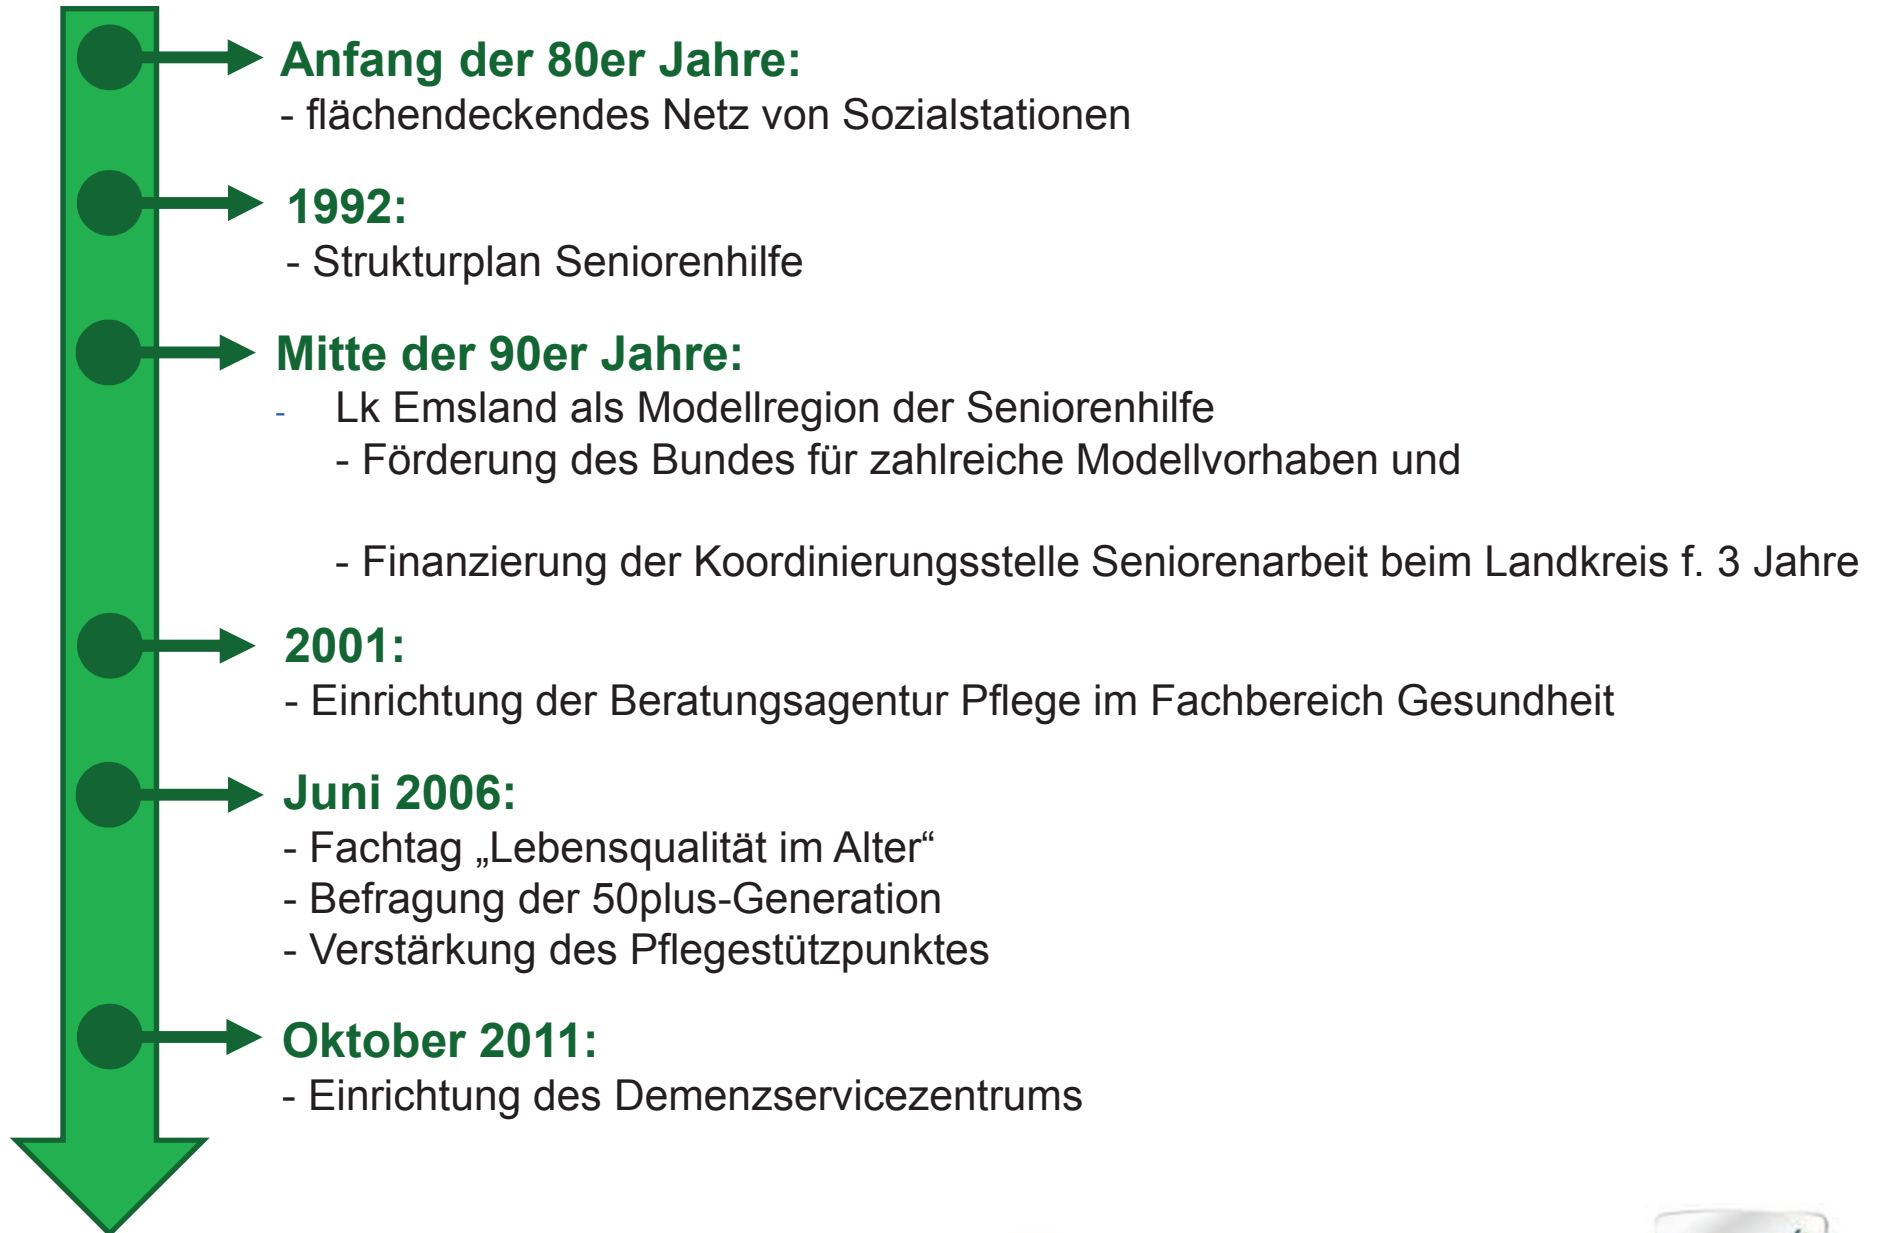 Anfang der 80er Jahre:
- flächendeckendes Netz von Sozialstationen
1992:
- Strukturplan Seniorenhilfe
Mitte der 90er Jahre:
- Lk Emsland als Modellregion der Seniorenhilfe
- Förderung des Bundes für zahlreiche Modellvorhaben und
- Finanzierung der Koordinierungsstelle Seniorenarbeit beim Landkreis f. 3 Jahre
2001:
- Einrichtung der Beratungsagentur Pflege im Fachbereich Gesundheit
Juni 2006:
- Fachtag „Lebensqualität im Alter“
- Befragung der 50plus-Generation
- Verstärkung des Pflegestützpunktes
Oktober 2011:
- Einrichtung des Demenzservicezentrums